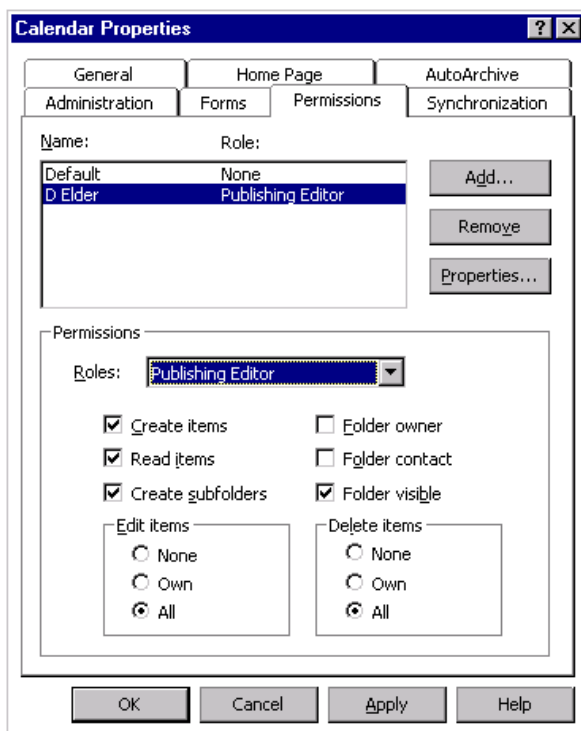 Calendar Properties
General Home Page AutoArchive
Administration Forms Permissions Synchronization
Name: Role:
Default None
D Elder Publishing Editor
Add...
Remove
Properties...
Permissions
Roles: Publishing Editor
Create items Folder owner
Read items Folder contact
Create subfolders Folder visible
Edit items Delete items
None None
Own Own
All All
OK Cancel Apply Help